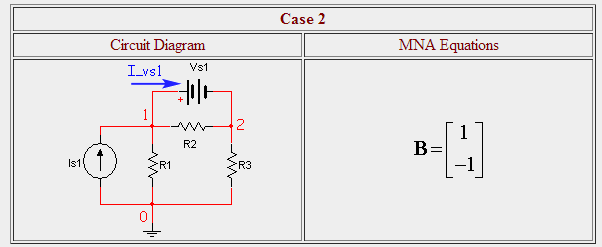 Case 2
Circuit Diagram
MNA Equations
I_vs1
Vs1
+
1
2
R2
Is1
R1
R3
0
B=[1
-1]